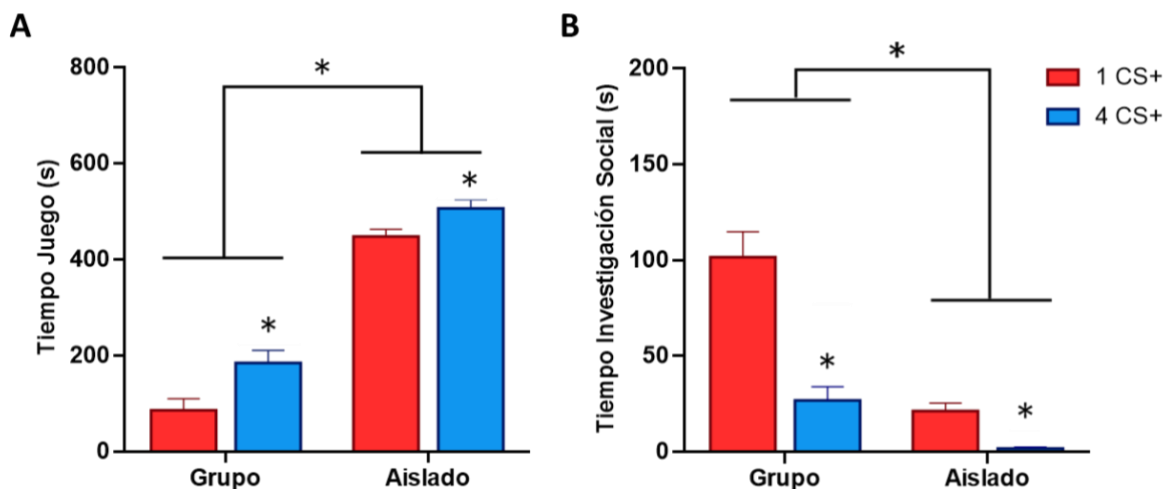 A
Tiempo Juego (s)
800
600
400
200
0
*
*
*
Grupo
Aislado
B
Tiempo Investigación Social (s)
200
150
100
50
0
*
*
*
Grupo
Aislado
1 CS+
4 CS+